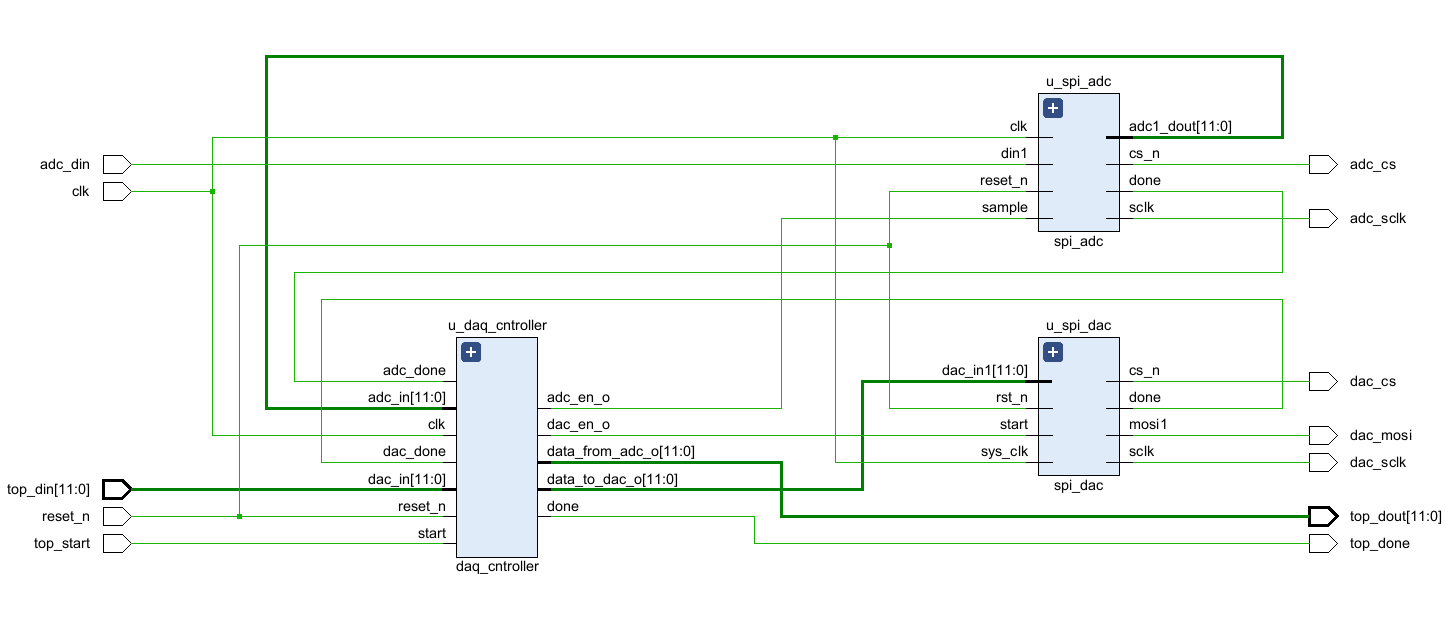 u_spi_adc
clk
adc1_dout[11:0]
din1
cs_n
reset_n
done
sample
sclk
spi_adc
adc_din
clk
adc_cs
adc_sclk
u_daq_cntroller
adc_done
adc_in[11:0]
adc_en_o
clk
dac_en_o
dac_done
data_from_adc_o[11:0]
dac_in[11:0]
data_to_dac_o[11:0]
reset_n
done
start
daq_cntroller
u_spi_dac
dac_in1[11:0]
cs_n
rst_n
done
start
mosi1
sys_clk
sclk
spi_dac
dac_cs
dac_mosi
dac_sclk
top_din[11:0]
reset_n
top_start
top_dout[11:0]
top_done